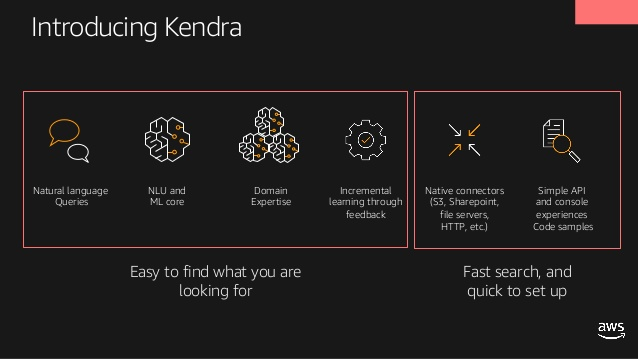 Introducing Kendra
Natural language
Queries
NLU and
ML core
Domain
Expertise
Incremental
learning through
feedback
Native connectors
(S3, Sharepoint,
file servers,
HTTP, etc.)
Simple API
and console
experiences
Code samples
Easy to find what you are
looking for
Fast search, and
quick to set up
aws